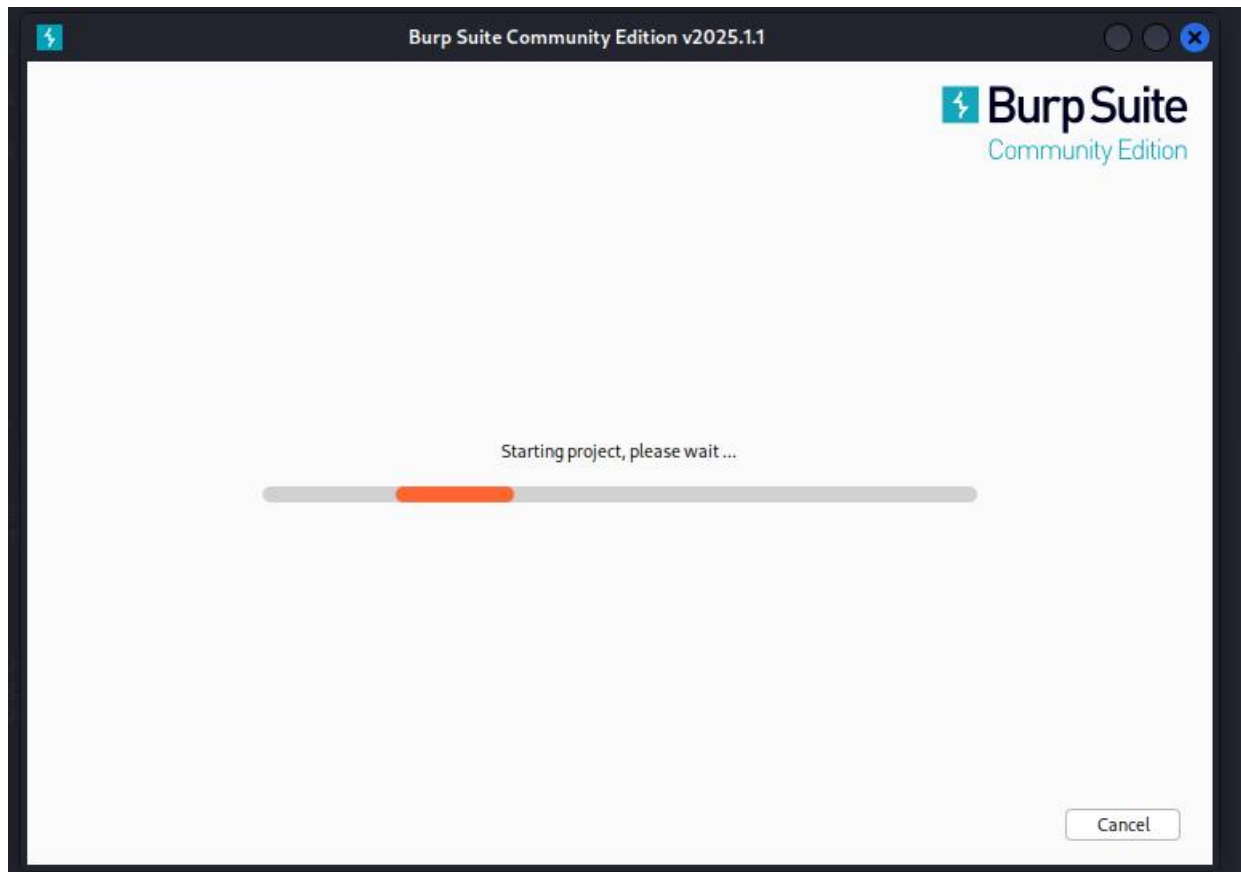 Burp Suite Community Edition v2025.1.1
Burp Suite
Community Edition
Starting project, please wait ...
Cancel